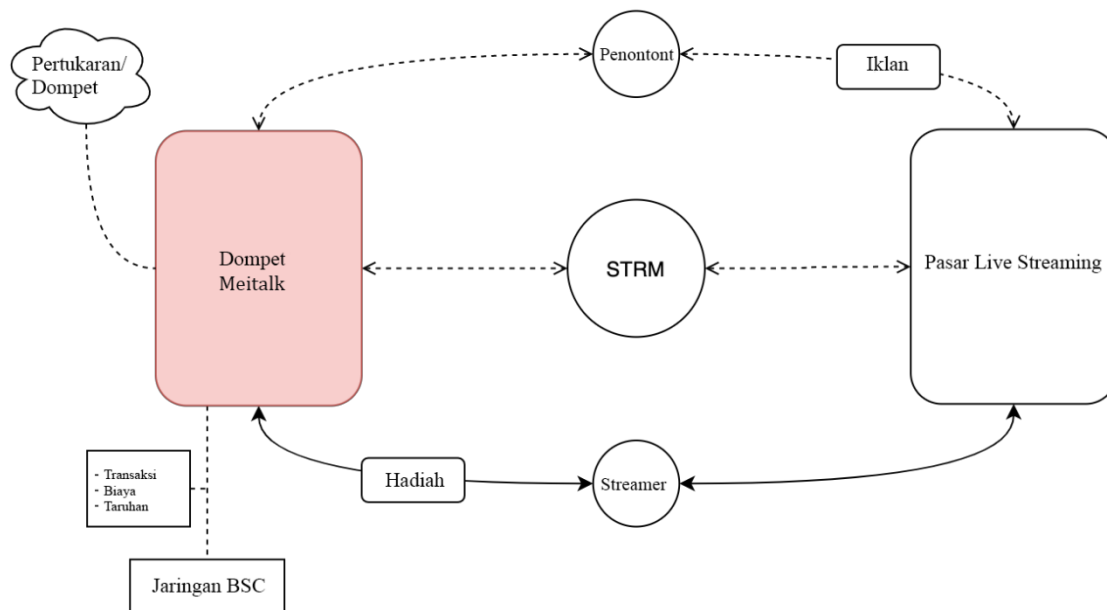 Pertukaran/
Dompet
Penontont
Iklan
Dompet
Meitalk
STRM
Pasar Live Streaming
- Transaksi
- Biaya
- Taruhan
Hadiah
Streamer
Jaringan BSC